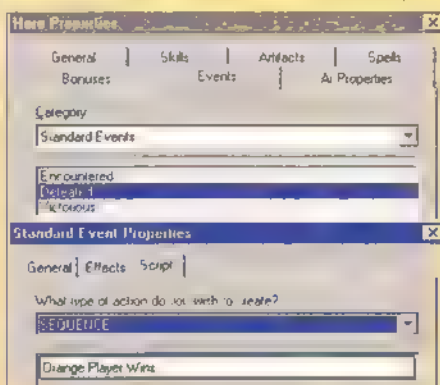 Hero Properties
General Skills Artifacts Spells
Bonuses Events AI Properties
Category
Standard Events
Encountered
Defeated
Victorious
Standard Event Properties
General Effects Script
What type of action do you wish to create?
SEQUENCE
Orange Player Wins